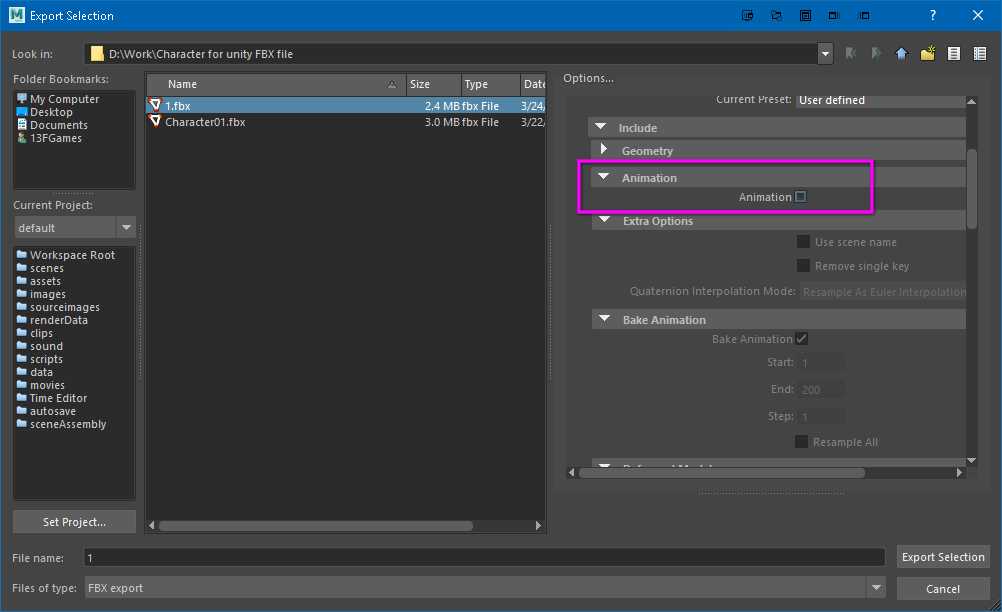 Export Selection
Look in:
D:\Work\Character for unity FBX file
Folder Bookmarks:
My Computer
Desktop
Documents
13FGames
Current Project:
default
Workspace Root
scenes
assets
images
sourceimages
renderData
clips
sound
scripts
data
movies
Time Editor
autosave
sceneAssembly
Set Project...
Name Size Type Date
1.fbx 2.4 MB fbx File 3/24/
Character01.fbx 3.0 MB fbx File 3/22/
Options...
Current Preset: User defined
Include
Geometry
Animation
Animation
Extra Options
Use scene name
Remove single key
Quaternion Interpolation Mode: Resample As Euler Interpolation
Bake Animation
Bake Animation
Start: 1
End: 200
Step: 1
Resample All
File name: 1
Export Selection
Files of type: FBX export
Cancel